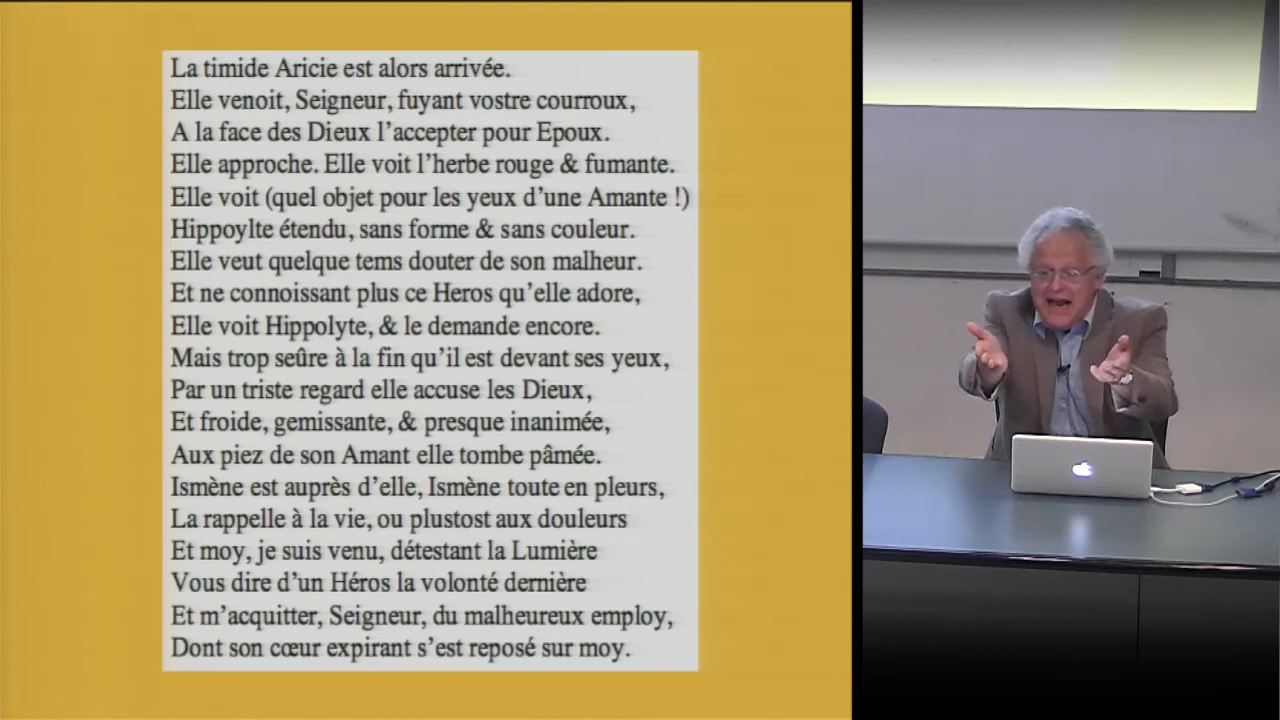 La timide Aricie est alors arrivée.
Elle venoit, Seigneur, fuyant vostre courroux,
A la face des Dieux l'accepter pour Epoux.
Elle approche. Elle voit l'herbe rouge & fumante.
Elle voit (quel objet pour les yeux d'une Amante !)
Hippoylte étendu, sans forme & sans couleur.
Elle veut quelque tems douter de son malheur.
Et ne connoissant plus ce Heros qu'elle adore,
Elle voit Hippolyte, & le demande encore.
Mais trop seûre à la fin qu'il est devant ses yeux,
Par un triste regard elle accuse les Dieux,
Et froide, gemissante, & presque inanimée,
Aux piez de son Amant elle tombe pâmée.
Ismène est auprès d'elle, Ismène toute en pleurs,
La rappelle à la vie, ou plustost aux douleurs
Et moy, je suis venu, détestant la Lumière
Vous dire d'un Héros la volonté dernière
Et m'acquitter, Seigneur, du malheureux employ,
Dont son cœur expirant s'est reposé sur moy.